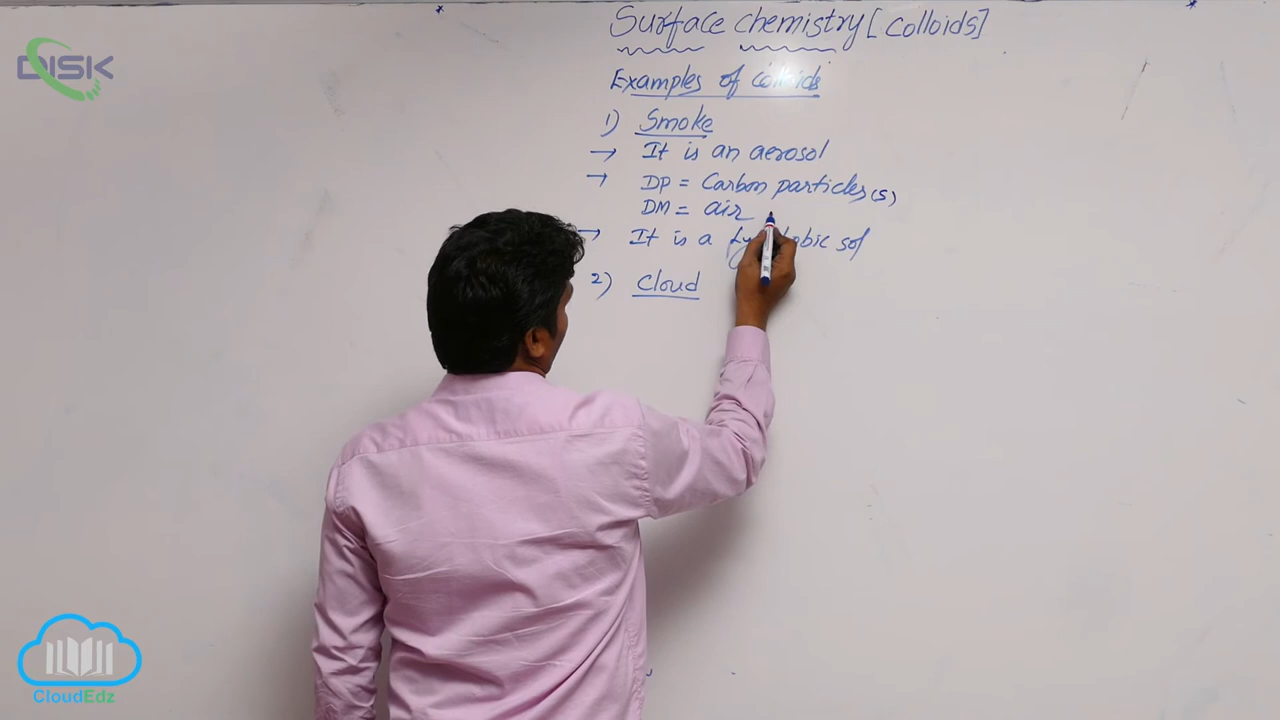 DISK
Surface chemistry [colloids]
Examples of colloids
1) Smoke
→ It is an aerosol
→ DP = Carbon particles(s)
DM = air
→ It is a sol
2) Cloud
CloudEdz